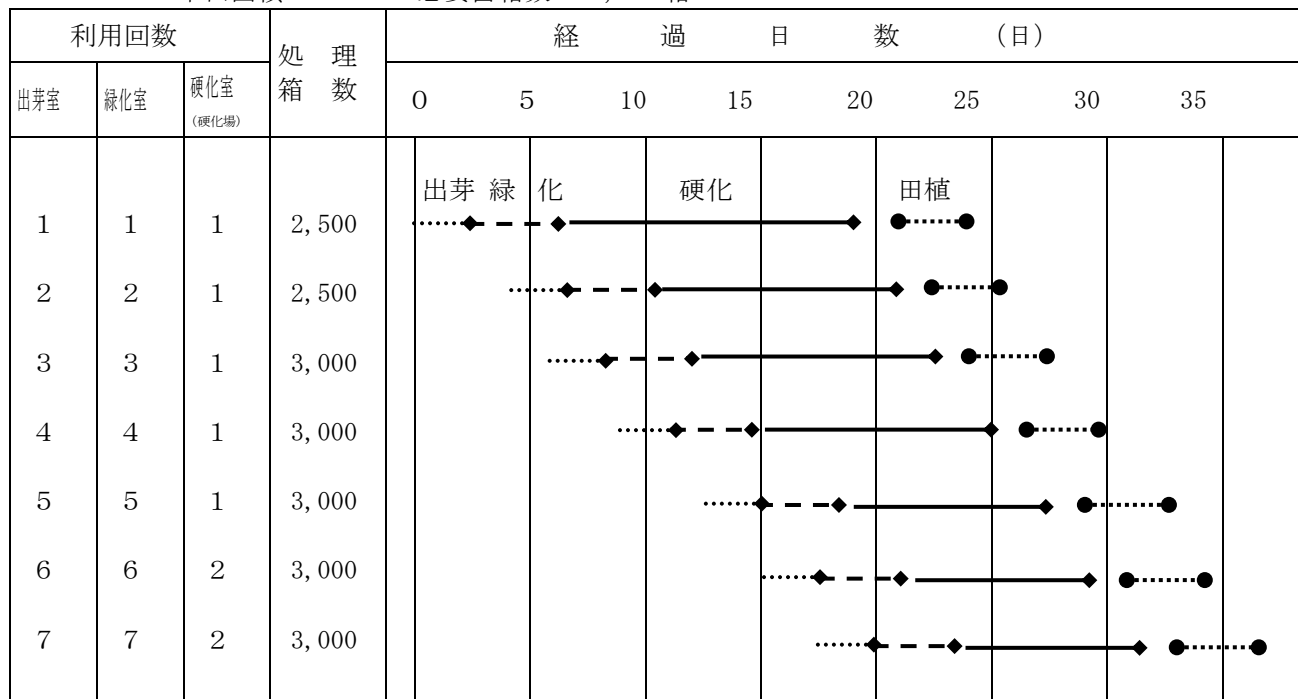 利用回数 処理箱数 経過日数（日）
出芽室 緑化室 硬化室（硬化場） 0 5 10 15 20 25 30 35
出芽 緑化 硬化 田植
1 1 1 2,500
2 2 1 2,500
3 3 1 3,000
4 4 1 3,000
5 5 1 3,000
6 6 2 3,000
7 7 2 3,000